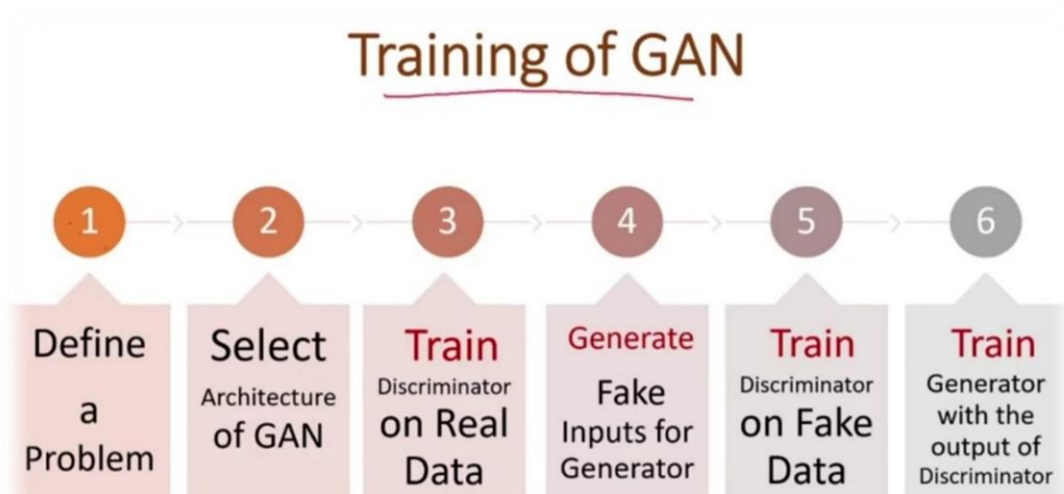 Training of GAN
1
2
3
4
5
6
Define
a
Problem
Select
Architecture
of GAN
Train
Discriminator
on Real
Data
Generate
Fake
Inputs for
Generator
Train
Discriminator
on Fake
Data
Train
Generator
with the
output of
Discriminator